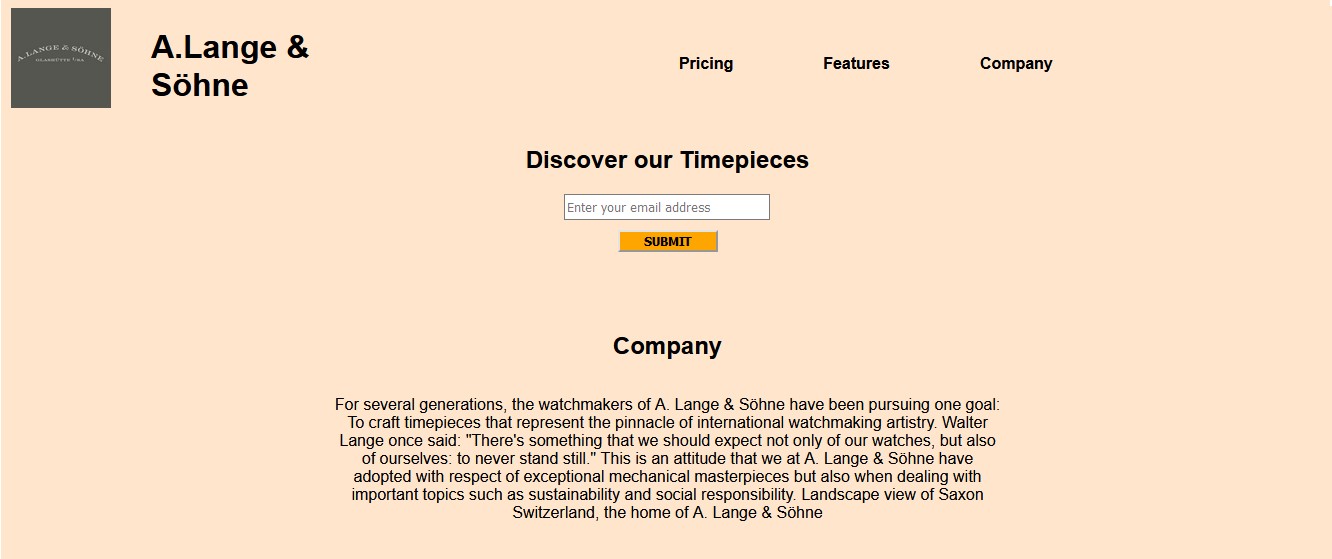 A.LANGE & SÖHNE
GLASHÜTTE I/SA
A.Lange &
Söhne
Pricing
Features
Company
Discover our Timepieces
Enter your email address
SUBMIT
Company
For several generations, the watchmakers of A. Lange & Söhne have been pursuing one goal:
To craft timepieces that represent the pinnacle of international watchmaking artistry. Walter
Lange once said: "There's something that we should expect not only of our watches, but also
of ourselves: to never stand still." This is an attitude that we at A. Lange & Söhne have
adopted with respect of exceptional mechanical masterpieces but also when dealing with
important topics such as sustainability and social responsibility. Landscape view of Saxon
Switzerland, the home of A. Lange & Söhne